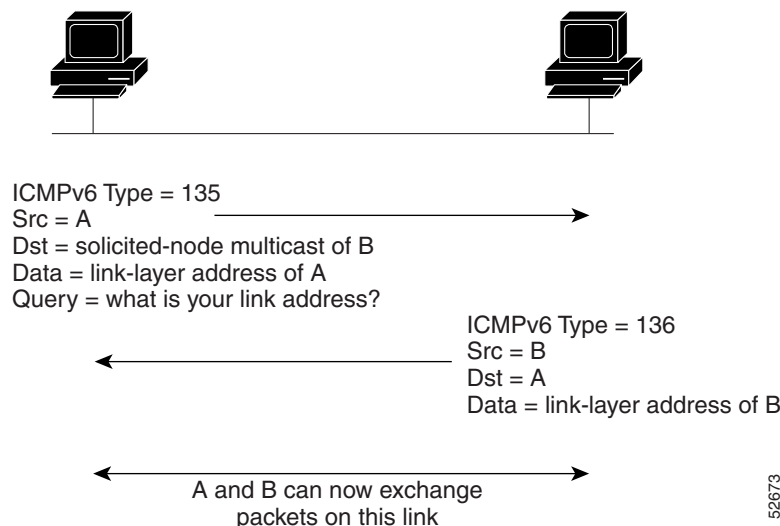 ICMPv6 Type = 135
Src = A
Dst = solicited-node multicast of B
Data = link-layer address of A
Query = what is your link address?
ICMPv6 Type = 136
Src = B
Dst = A
Data = link-layer address of B
A and B can now exchange
packets on this link
52673